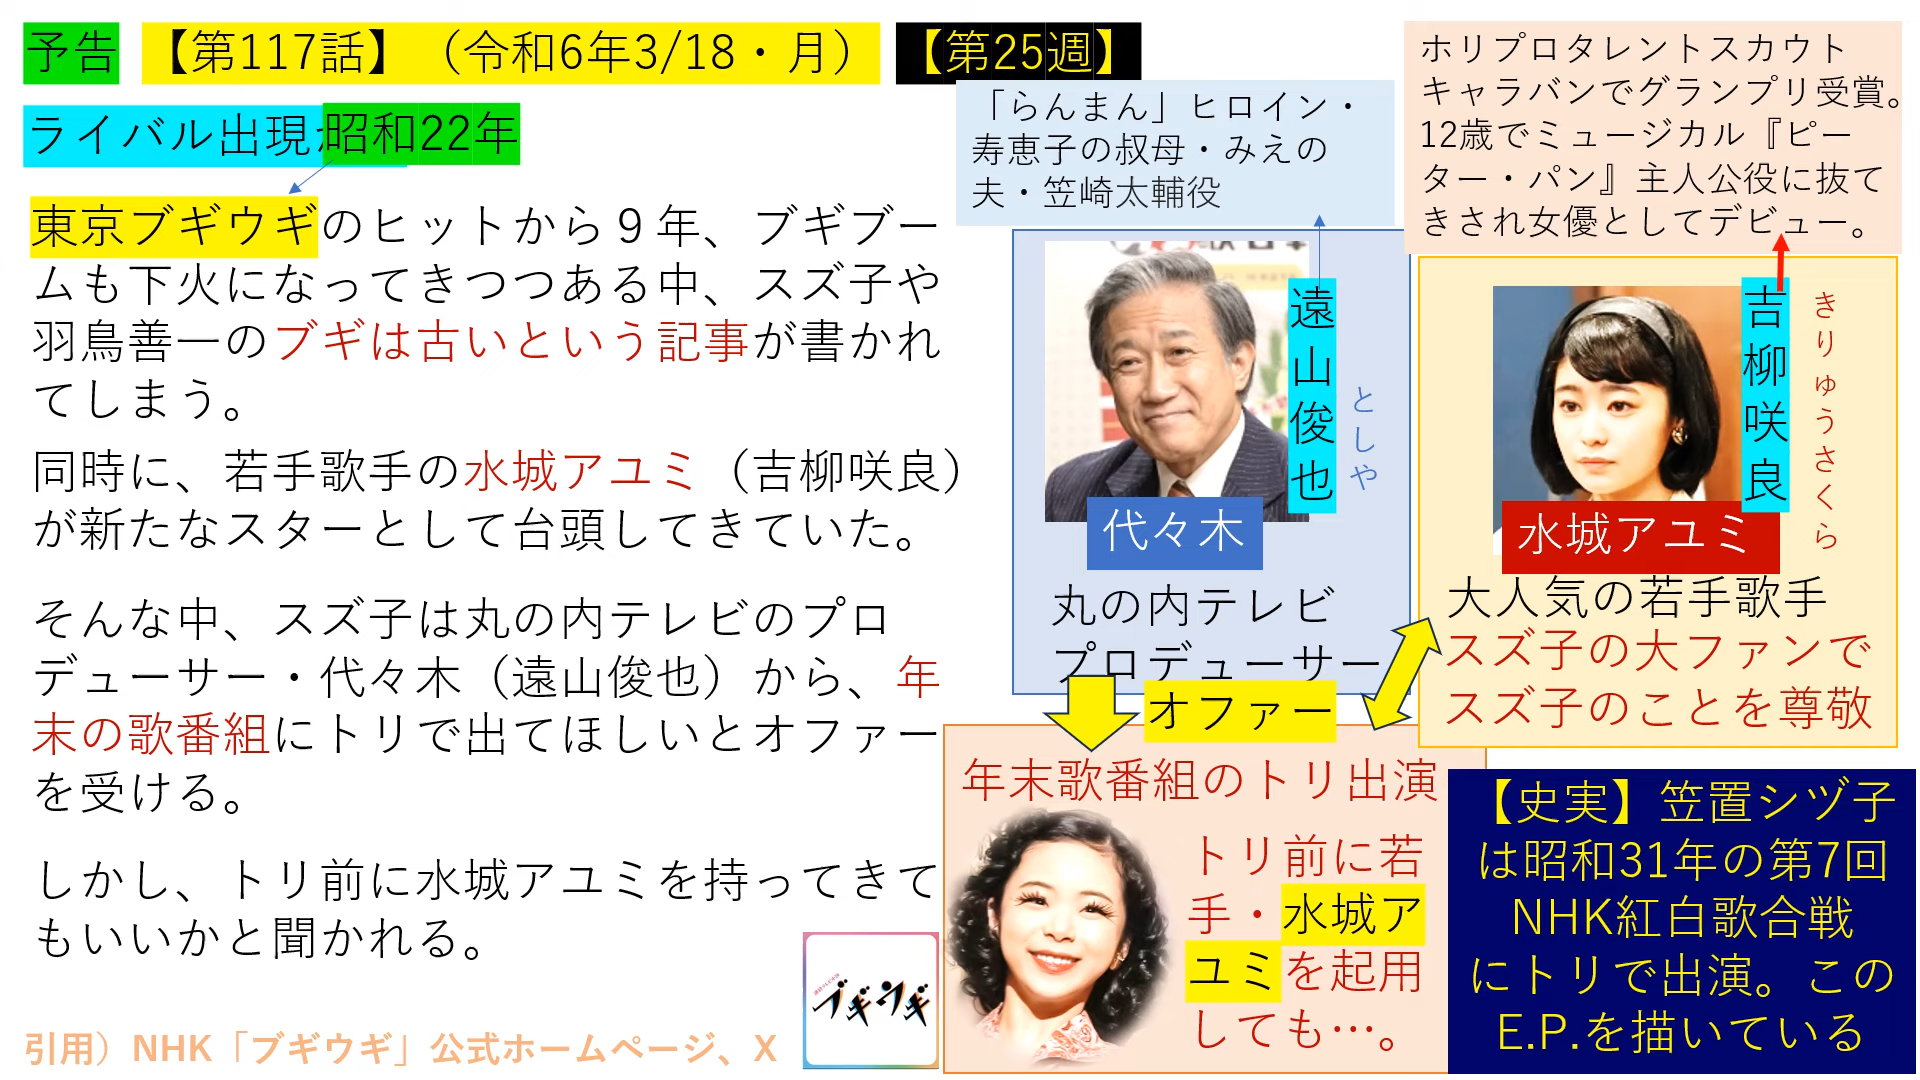 予告 【第117話】（令和6年3/18・月） 【第25週】
ライバル出現
昭和22年
東京ブギウギのヒットから９年、ブギブー
ムも下火になってきつつある中、スズ子や
羽鳥善一のブギは古いという記事が書かれ
てしまう。
同時に、若手歌手の水城アユミ（吉柳咲良）
が新たなスターとして台頭してきていた。
そんな中、スズ子は丸の内テレビのプロ
デューサー・代々木（遠山俊也）から、年
末の歌番組にトリで出てほしいとオファー
を受ける。
しかし、トリ前に水城アユミを持ってきて
もいいかと聞かれる。
引用）NHK「ブギウギ」公式ホームページ、X
ブギウギ
「らんまん」ヒロイン・
寿恵子の叔母・みえの
夫・笠崎太輔役
遠山俊也
としや
代々木
丸の内テレビ
プロデューサー
オファー
ホリプロタレントスカウト
キャラバンでグランプリ受賞。
12歳でミュージカル『ピー
ター・パン』主人公役に抜て
きされ女優としてデビュー。
吉柳咲良
きりゅうさくら
水城アユミ
大人気の若手歌手
スズ子の大ファンで
スズ子のことを尊敬
年末歌番組のトリ出演
トリ前に若
手・水城ア
ユミを起用
しても…。
【史実】笠置シヅ子
は昭和31年の第7回
NHK紅白歌合戦
にトリで出演。この
E.P.を描いている